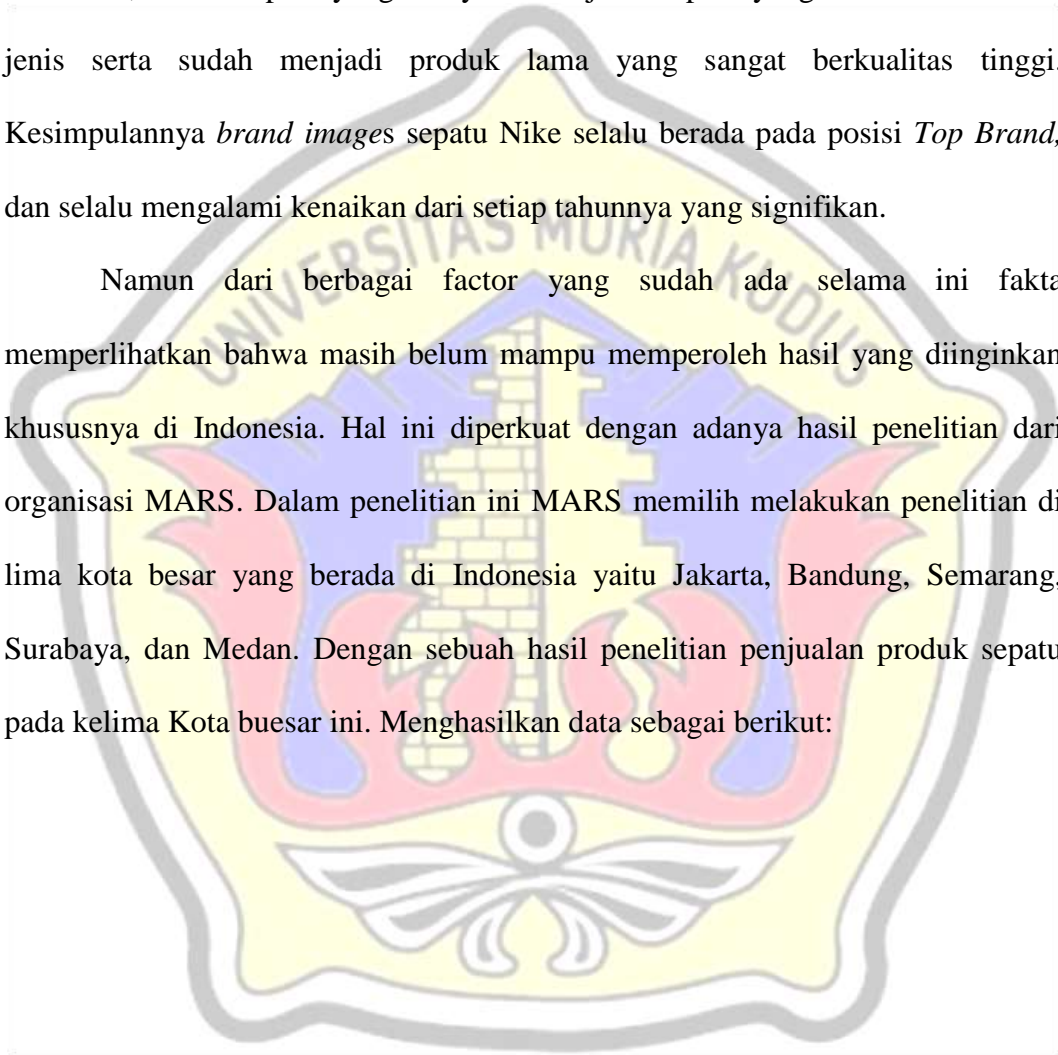 jenis serta sudah menjadi produk lama yang sangat berkualitas tinggi.
Kesimpulannya brand images sepatu Nike selalu berada pada posisi Top Brand,
dan selalu mengalami kenaikan dari setiap tahunnya yang signifikan.
UNIVERSITAS MURIA KUDUS
Namun dari berbagai factor yang sudah ada selama ini fakta
memperlihatkan bahwa masih belum mampu memperoleh hasil yang diinginkan
khususnya di Indonesia. Hal ini diperkuat dengan adanya hasil penelitian dari
organisasi MARS. Dalam penelitian ini MARS memilih melakukan penelitian di
lima kota besar yang berada di Indonesia yaitu Jakarta, Bandung, Semarang,
Surabaya, dan Medan. Dengan sebuah hasil penelitian penjualan produk sepatu
pada kelima Kota buesar ini. Menghasilkan data sebagai berikut: